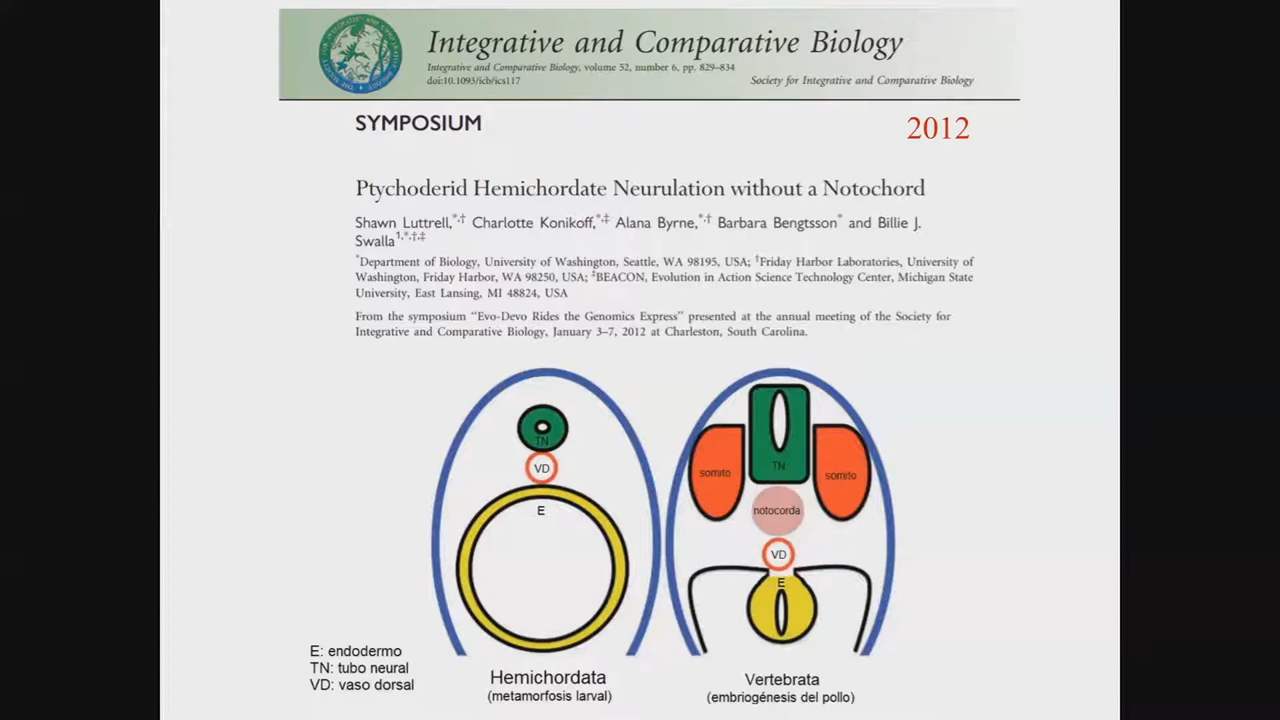 Integrative and Comparative Biology
Integrative and Comparative Biology, volume 52, number 6, pp. 829–834
doi:10.1093/icb/ics117
Society for Integrative and Comparative Biology
SYMPOSIUM
2012
Ptychoderid Hemichordate Neurulation without a Notochord
Shawn Luttrell,*,† Charlotte Konikoff,*,‡ Alana Byrne,*,† Barbara Bengtsson* and Billie J.
Swalla1,*,†,‡
*Department of Biology, University of Washington, Seattle, WA 98195, USA; †Friday Harbor Laboratories, University of
Washington, Friday Harbor, WA 98250, USA; ‡BEACON, Evolution in Action Science Technology Center, Michigan State
University, East Lansing, MI 48824, USA
From the symposium “Evo-Devo Rides the Genomics Express” presented at the annual meeting of the Society for
Integrative and Comparative Biology, January 3–7, 2012 at Charleston, South Carolina.
TN
VD
E
somito
TN
somito
notocorda
VD
E
E: endodermo
TN: tubo neural
VD: vaso dorsal
Hemichordata
(metamorfosis larval)
Vertebrata
(embriogénesis del pollo)